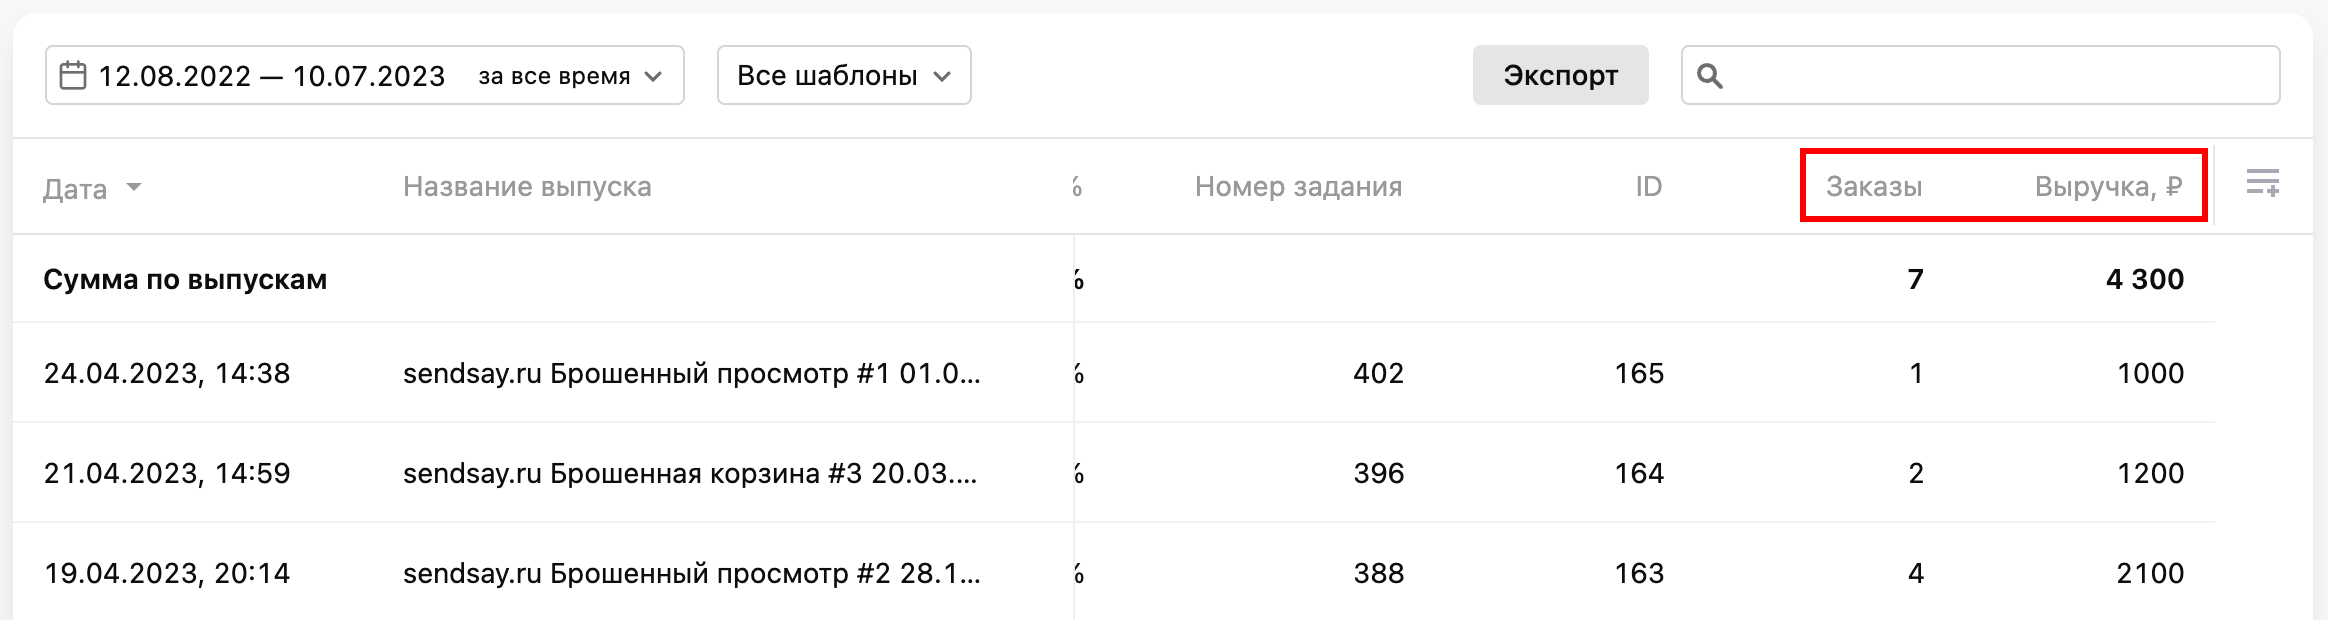 12.08.2022 — 10.07.2023 за все время Все шаблоны Экспорт
Дата Название выпуска % Номер задания ID Заказы Выручка, ₽
Сумма по выпускам % 7 4 300
24.04.2023, 14:38 sendsay.ru Брошенный просмотр #1 01.0... % 402 165 1 1000
21.04.2023, 14:59 sendsay.ru Брошенная корзина #3 20.03.... % 396 164 2 1200
19.04.2023, 20:14 sendsay.ru Брошенный просмотр #2 28.1... % 388 163 4 2100